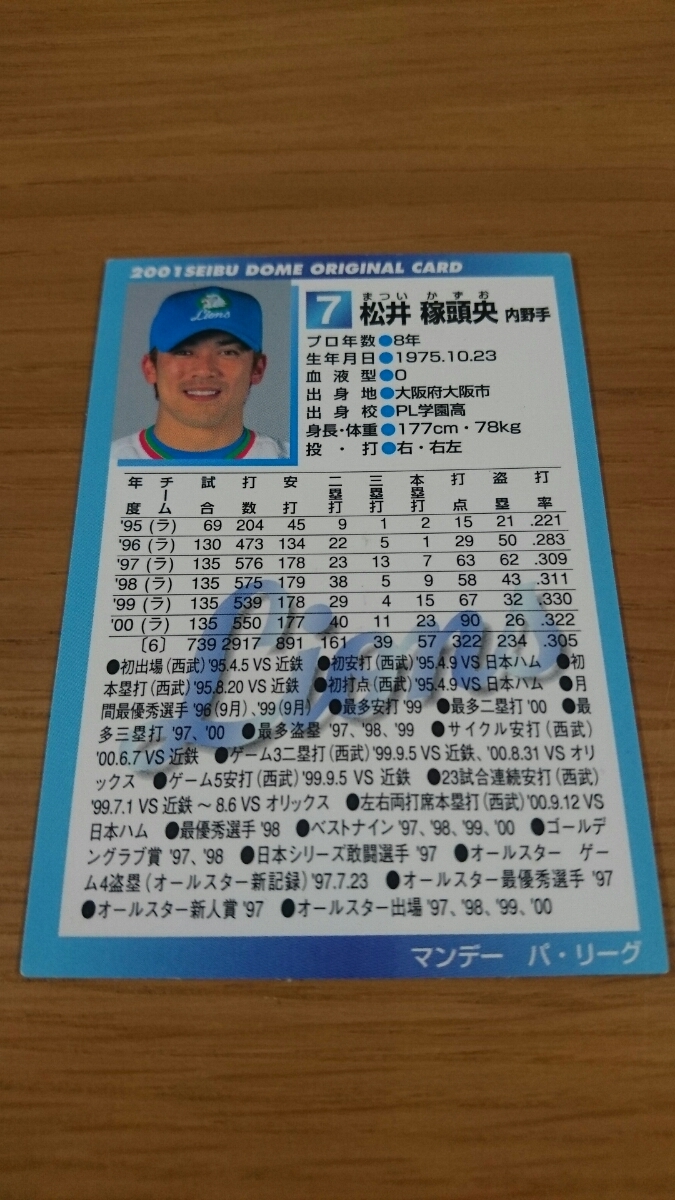 2001 SEIBU DOME ORIGINAL CARD
Lions
7
まつい かずお
松井 稼頭央 内野手
プロ年数●8年
生年月日●1975.10.23
血液型●O
出身地●大阪府大阪市
出身校●PL学園高
身長・体重●177cm・78kg
投・打●右・右左
年度 チーム 試合 打数 安打 二塁打 三塁打 本塁打 打点 盗塁 打率
'95 (ラ) 69 204 45 9 1 2 15 21 .221
'96 (ラ) 130 473 134 22 5 1 29 50 .283
'97 (ラ) 135 576 178 23 13 7 63 62 .309
'98 (ラ) 135 575 179 38 5 9 58 43 .311
'99 (ラ) 135 539 178 29 4 15 67 32 .330
'00 (ラ) 135 550 177 40 11 23 90 26 .322
〔6〕 739 2917 891 161 39 57 322 234 .305
Lions
●初出場(西武)'95.4.5 VS 近鉄 ●初安打(西武)'95.4.9 VS 日本ハム ●初
本塁打(西武)'95.8.20 VS 近鉄 ●初打点(西武)'95.4.9 VS 日本ハム ●月
間最優秀選手 '96(9月)、'99(9月) ●最多安打 '99 ●最多二塁打 '00 ●最
多三塁打 '97、'00 ●最多盗塁 '97、'98、'99 ●サイクル安打(西武)
'00.6.7 VS 近鉄 ●ゲーム3二塁打(西武)'99.9.5 VS 近鉄、'00.8.31 VS オリ
ックス ●ゲーム5安打(西武)'99.9.5 VS 近鉄 ●23試合連続安打(西武)
'99.7.1 VS 近鉄 〜 8.6 VS オリックス ●左右両打席本塁打(西武)'00.9.12 VS
日本ハム ●最優秀選手 '98 ●ベストナイン '97、'98、'99、'00 ●ゴールデ
ングラブ賞 '97、'98 ●日本シリーズ敢闘選手 '97 ●オールスター ゲー
ム4盗塁(オールスター新記録)'97.7.23 ●オールスター最優秀選手 '97
●オールスター新人賞 '97 ●オールスター出場 '97、'98、'99、'00
マンデー パ・リーグ